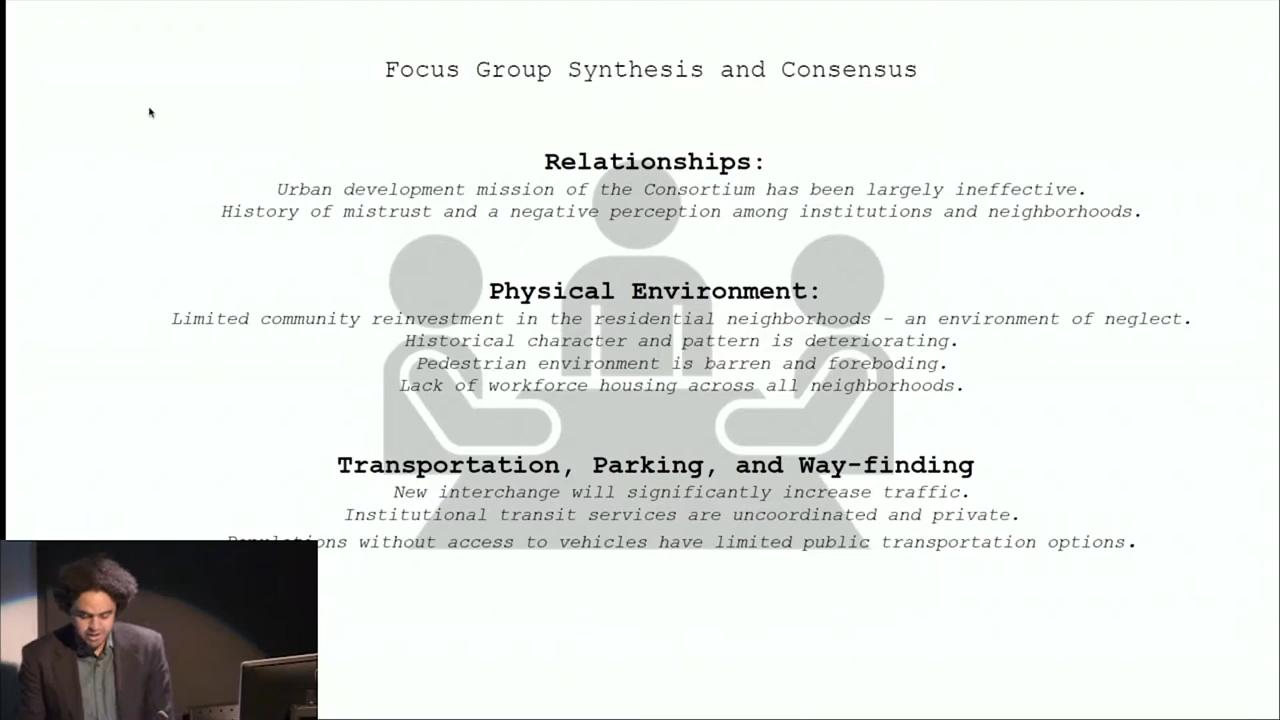 Focus Group Synthesis and Consensus
Relationships:
Urban development mission of the Consortium has been largely ineffective.
History of mistrust and a negative perception among institutions and neighborhoods.
Physical Environment:
Limited community reinvestment in the residential neighborhoods – an environment of neglect.
Historical character and pattern is deteriorating.
Pedestrian environment is barren and foreboding.
Lack of workforce housing across all neighborhoods.
Transportation, Parking, and Way-finding
New interchange will significantly increase traffic.
Institutional transit services are uncoordinated and private.
Populations without access to vehicles have limited public transportation options.